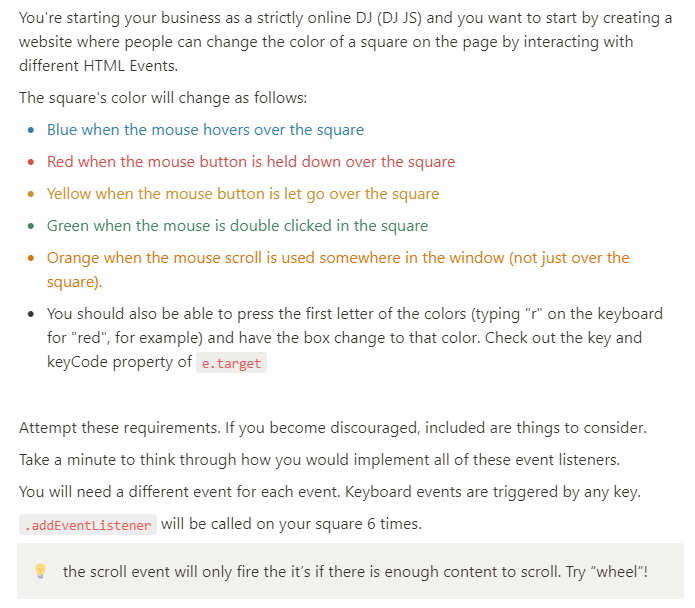 You're starting your business as a strictly online DJ (DJ JS) and you want to start by creating a
website where people can change the color of a square on the page by interacting with
different HTML Events.
The square's color will change as follows:
• Blue when the mouse hovers over the square
• Red when the mouse button is held down over the square
• Yellow when the mouse button is let go over the square
• Green when the mouse is double clicked in the square
• Orange when the mouse scroll is used somewhere in the window (not just over the
square).
• You should also be able to press the first letter of the colors (typing "r" on the keyboard
for "red", for example) and have the box change to that color. Check out the key and
keyCode property of e.target
Attempt these requirements. If you become discouraged, included are things to consider.
Take a minute to think through how you would implement all of these event listeners.
You will need a different event for each event. Keyboard events are triggered by any key.
.addEventListener will be called on your square 6 times.
the scroll event will only fire the it's if there is enough content to scroll. Try “wheel”!